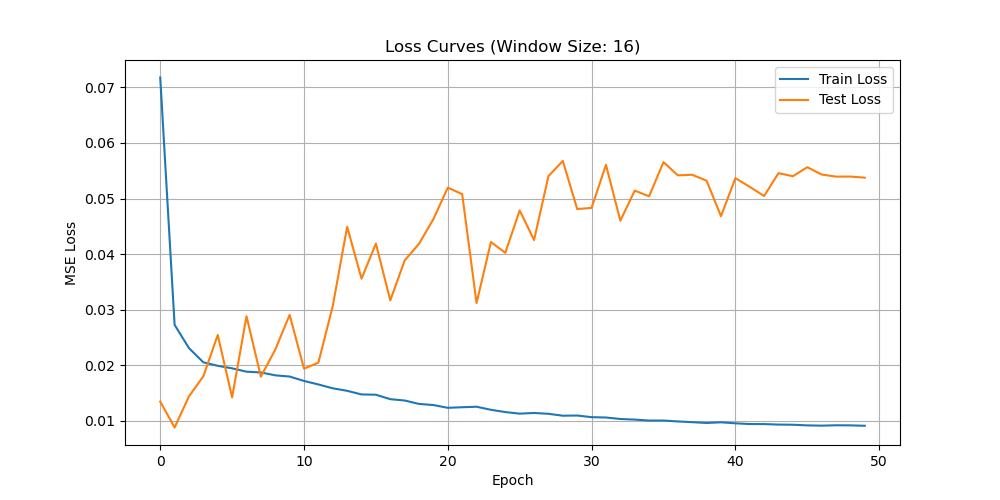 Loss Curves (Window Size: 16)
Train Loss
Test Loss
0.07
0.06
0.05
0.04
0.03
0.02
0.01
MSE Loss
0 10 20 30 40 50
Epoch